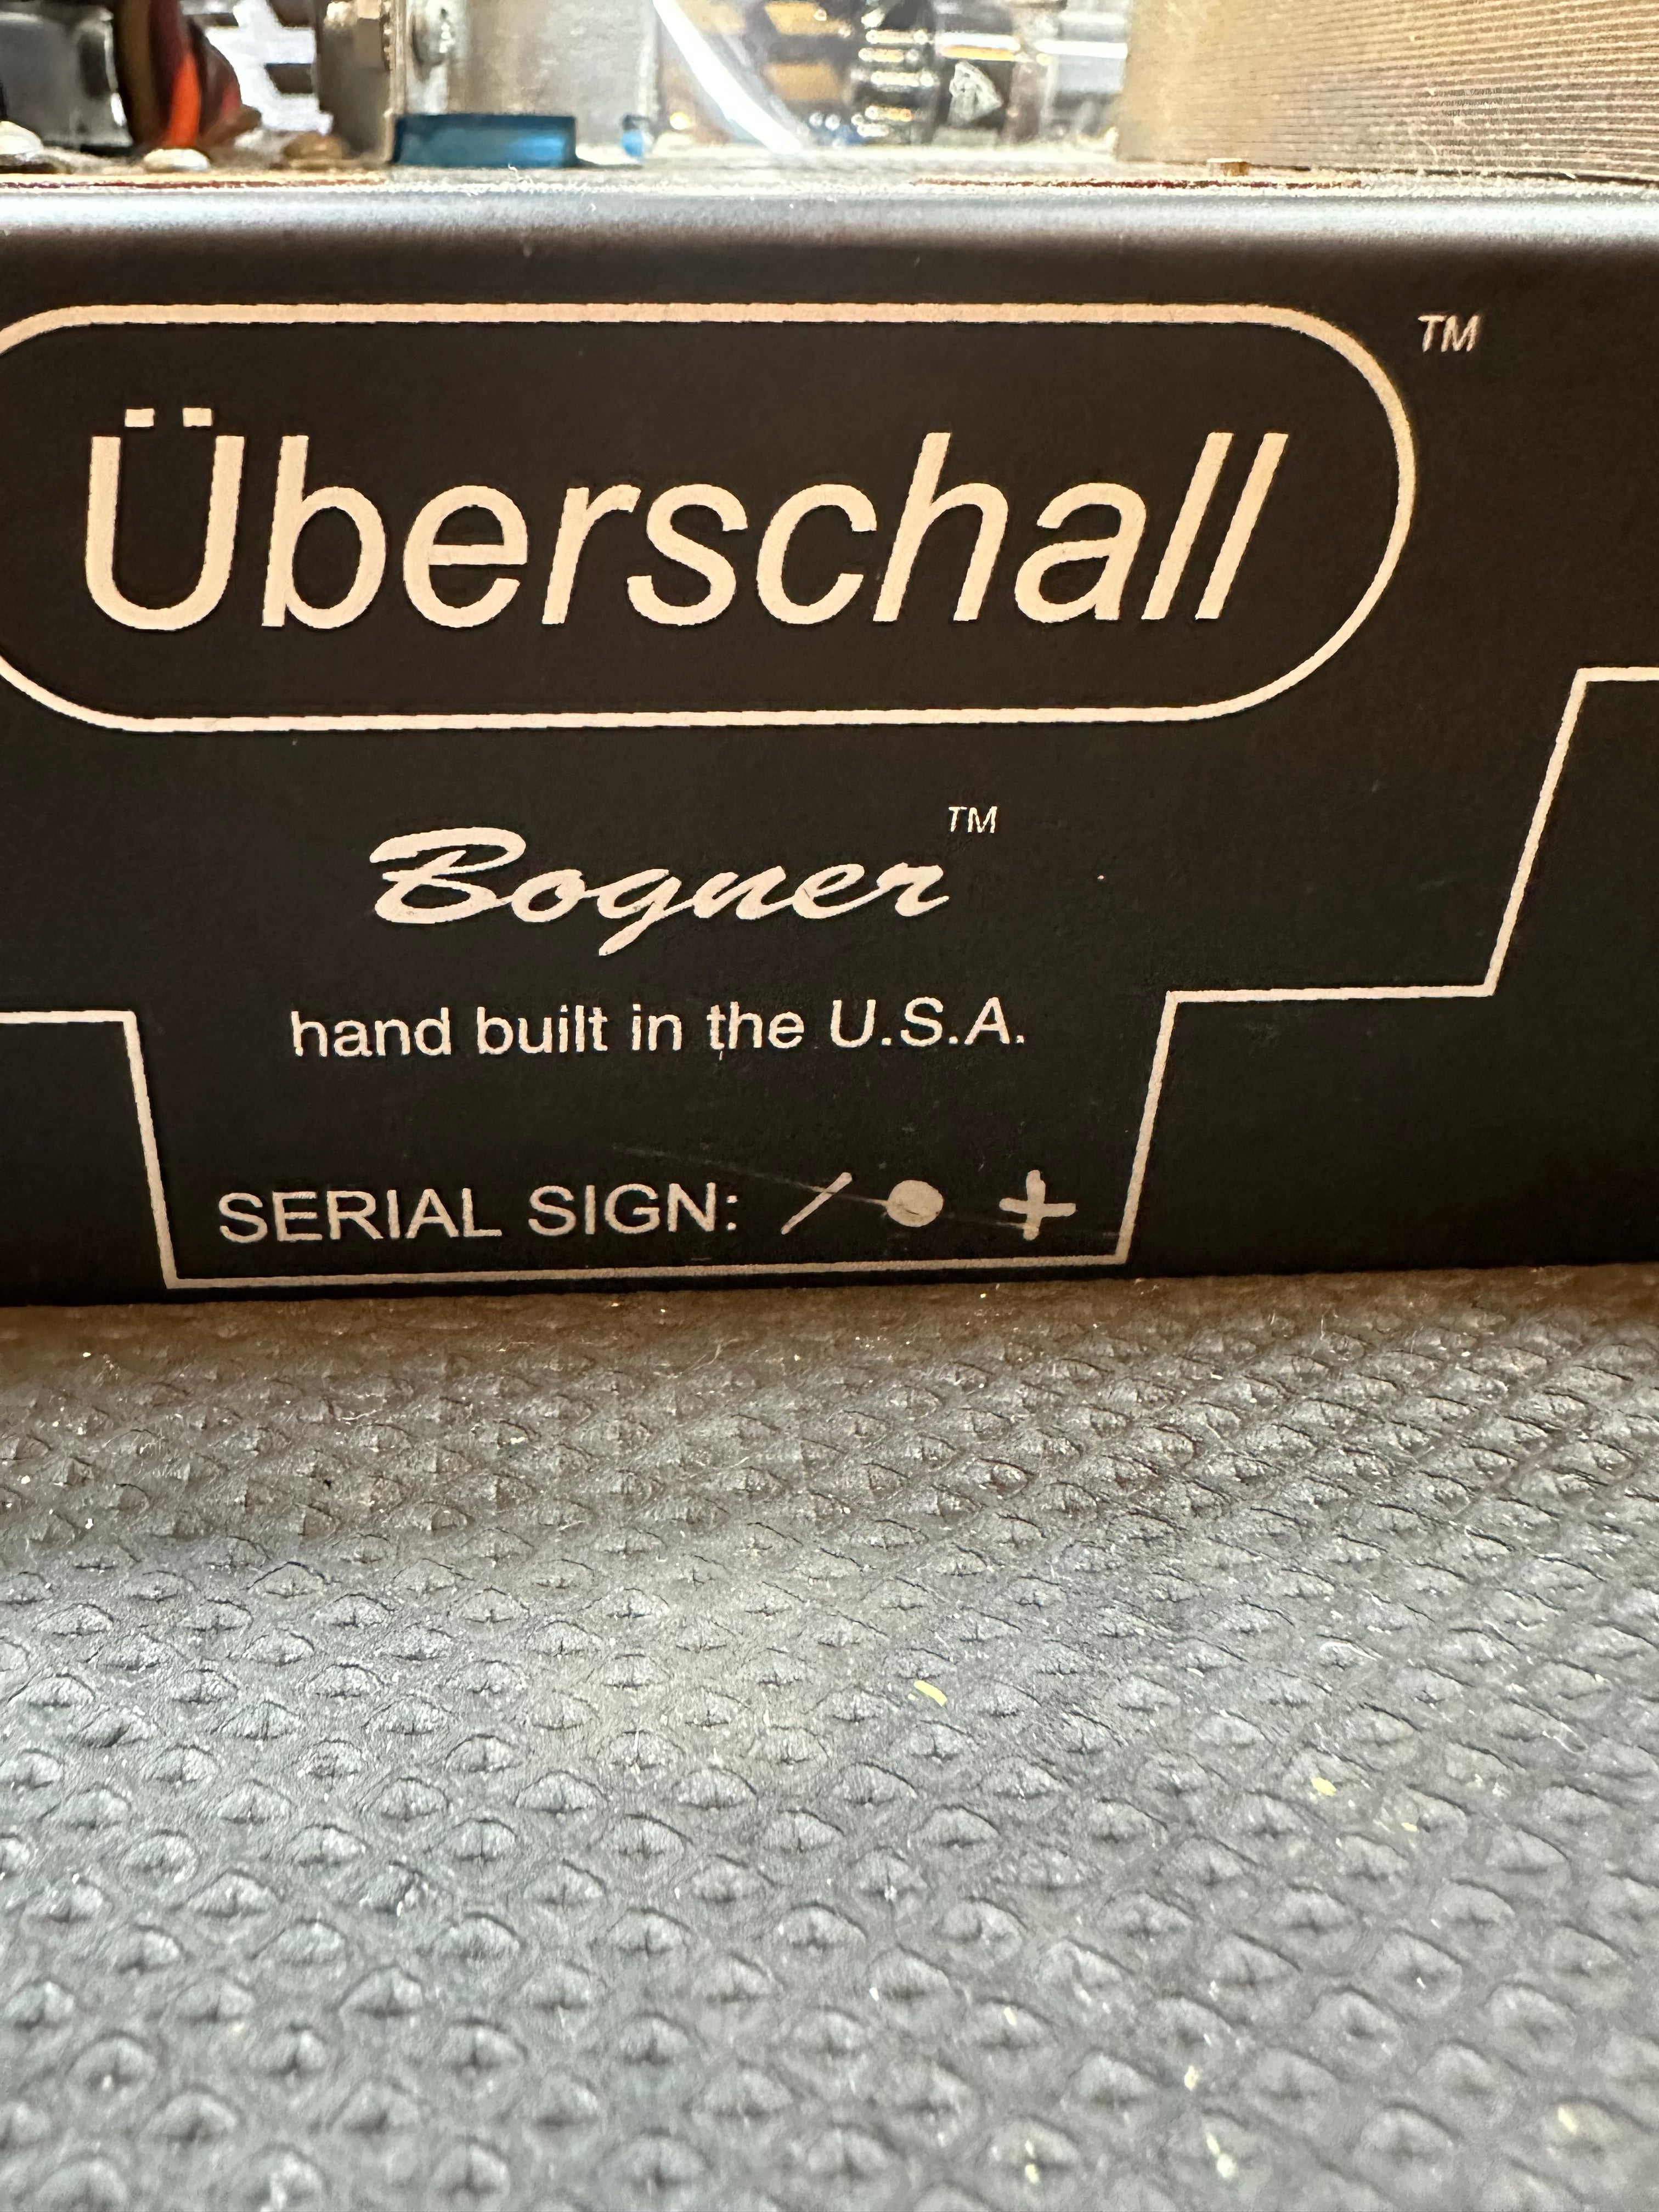 Überschall ™
Bogner ™
hand built in the U.S.A.
SERIAL SIGN: / ● +